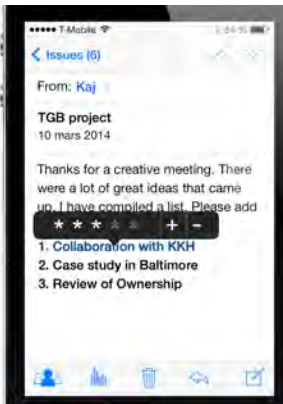 T-Mobile
Issues (6)
From: Kaj
TGB project
10 mars 2014
Thanks for a creative meeting. There
were a lot of great ideas that came
up. I have compiled a list. Please add
* * * * * + -
1. Collaboration with KKH
2. Case study in Baltimore
3. Review of Ownership